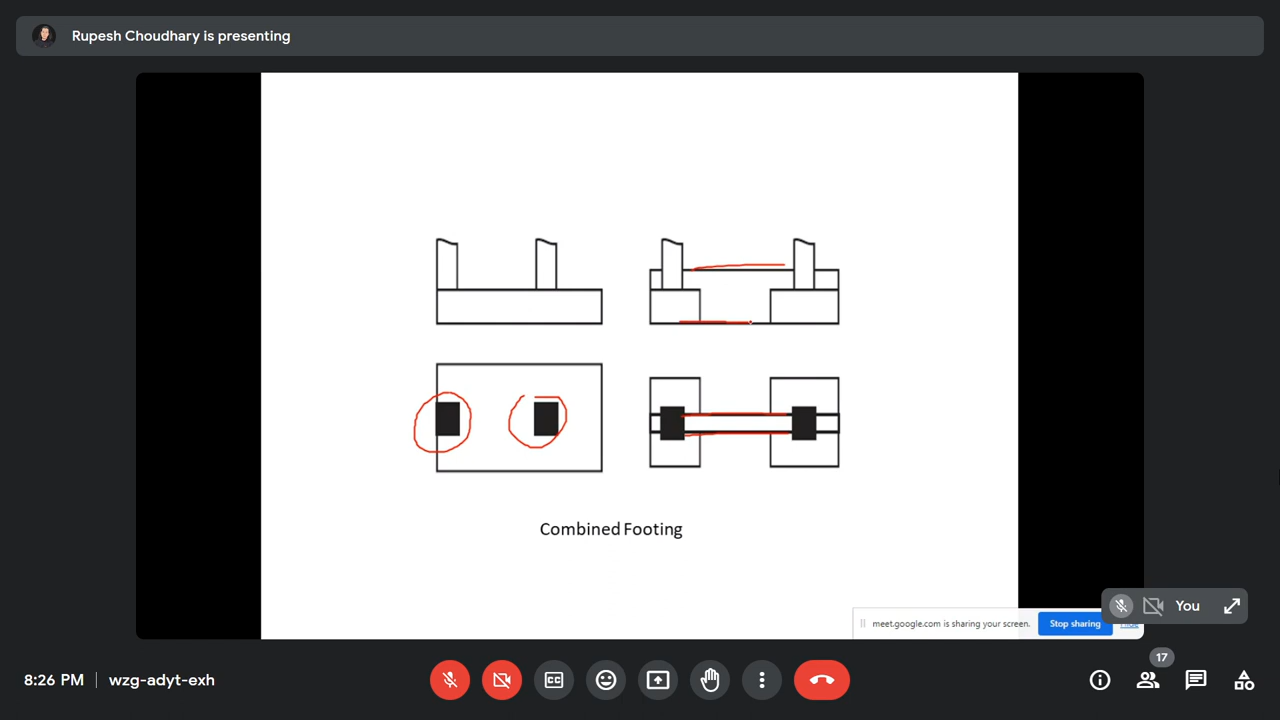 Rupesh Choudhary is presenting
Combined Footing
You
meet.google.com is sharing your screen.
Stop sharing
17
8:26 PM
wzg-adyt-exh